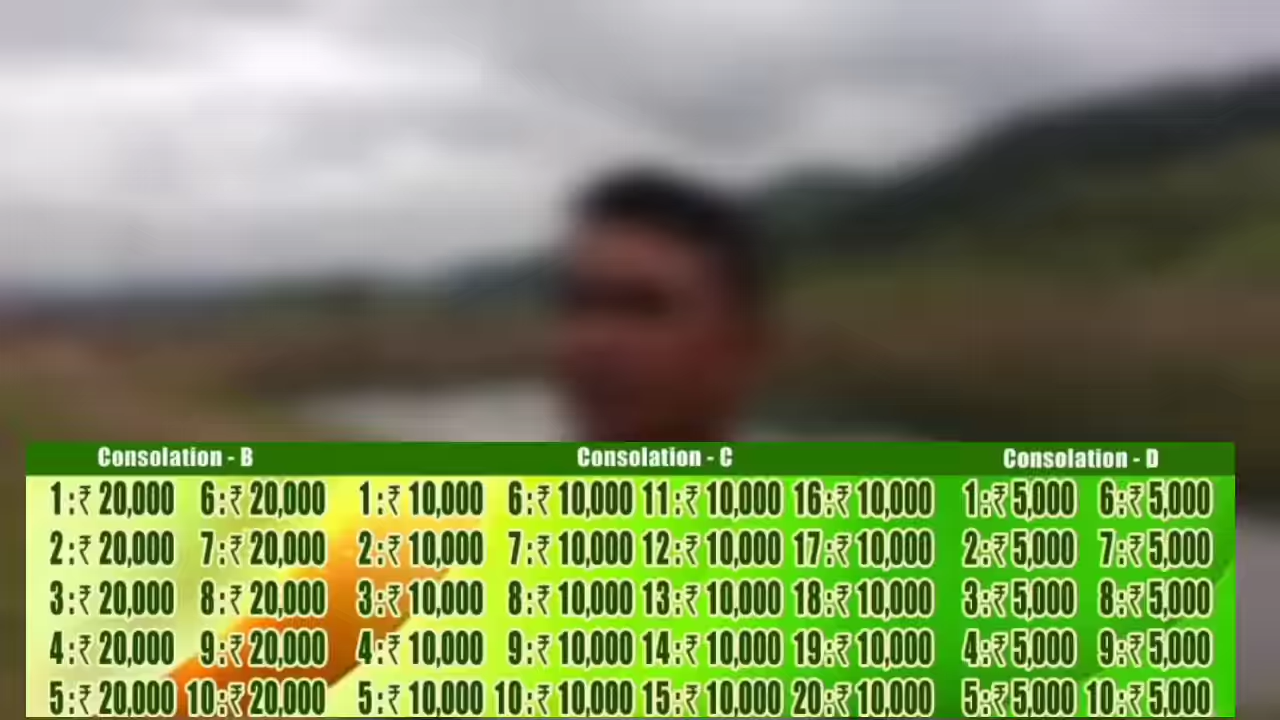 Consolation - B Consolation - C Consolation - D
1:₹ 20,000 6:₹ 20,000 1:₹ 10,000 6:₹ 10,000 11:₹ 10,000 16:₹ 10,000 1:₹ 5,000 6:₹ 5,000
2:₹ 20,000 7:₹ 20,000 2:₹ 10,000 7:₹ 10,000 12:₹ 10,000 17:₹ 10,000 2:₹ 5,000 7:₹ 5,000
3:₹ 20,000 8:₹ 20,000 3:₹ 10,000 8:₹ 10,000 13:₹ 10,000 18:₹ 10,000 3:₹ 5,000 8:₹ 5,000
4:₹ 20,000 9:₹ 20,000 4:₹ 10,000 9:₹ 10,000 14:₹ 10,000 19:₹ 10,000 4:₹ 5,000 9:₹ 5,000
5:₹ 20,000 10:₹ 20,000 5:₹ 10,000 10:₹ 10,000 15:₹ 10,000 20:₹ 10,000 5:₹ 5,000 10:₹ 5,000